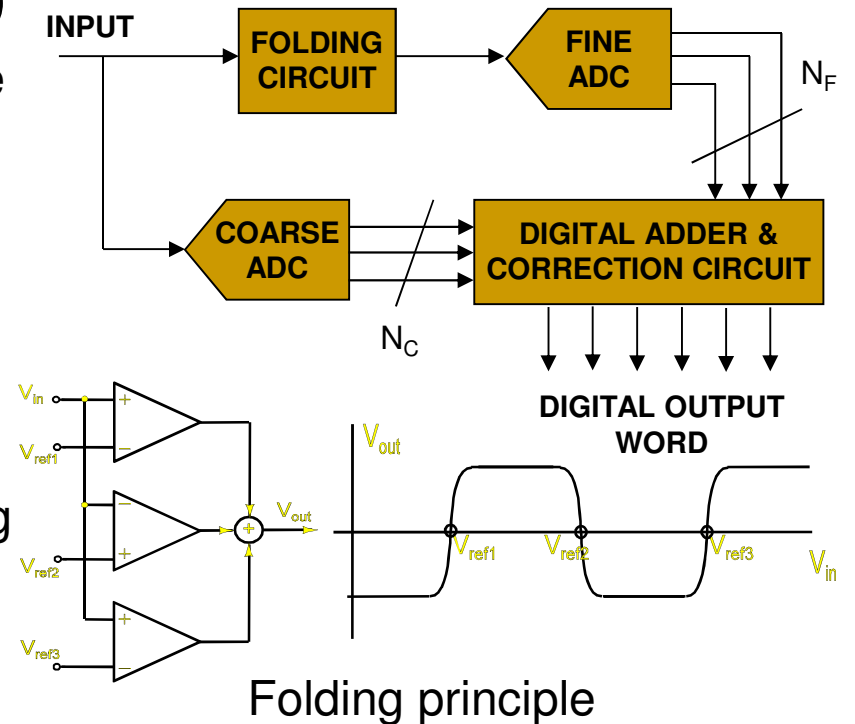 INPUT
FOLDING
CIRCUIT
FINE
ADC
N_F
COARSE
ADC
N_C
DIGITAL ADDER &
CORRECTION CIRCUIT
DIGITAL OUTPUT
WORD
V_in
+
−
V_ref1
−
+
V_ref2
+
−
V_ref3
+
V_out
V_out
V_ref1
V_ref2
V_ref3
V_in
Folding principle